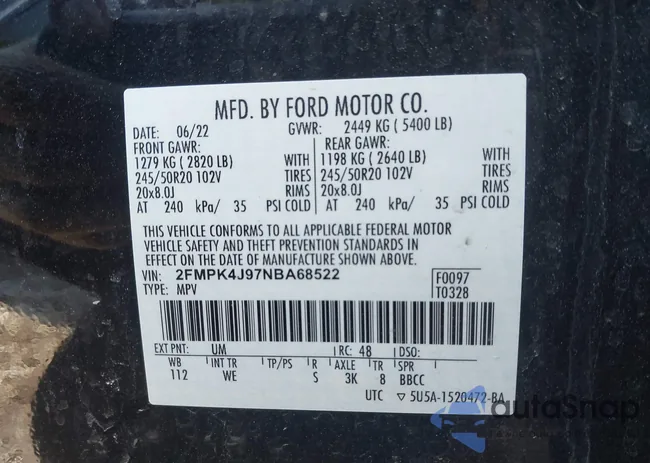 MFD. BY FORD MOTOR CO.
DATE: 06/22 GVWR: 2449 KG ( 5400 LB)
FRONT GAWR: REAR GAWR:
1279 KG ( 2820 LB) WITH 1198 KG ( 2640 LB) WITH
245/50R20 102V TIRES 245/50R20 102V TIRES
20x8.0J RIMS 20x8.0J RIMS
AT 240 kPa/ 35 PSI COLD AT 240 kPa/ 35 PSI COLD
THIS VEHICLE CONFORMS TO ALL APPLICABLE FEDERAL MOTOR
VEHICLE SAFETY AND THEFT PREVENTION STANDARDS IN
EFFECT ON THE DATE OF MANUFACTURE SHOWN ABOVE.
VIN: 2FMPK4J97NBA68522 F0097
TYPE: MPV T0328
EXT PNT: UM RC: 48 DSO:
WB INT TR TP/PS R AXLE TR SPR
112 WE S 3K 8 BBCC
UTC ▽ 5U5A-1520472-BA
autoSnap